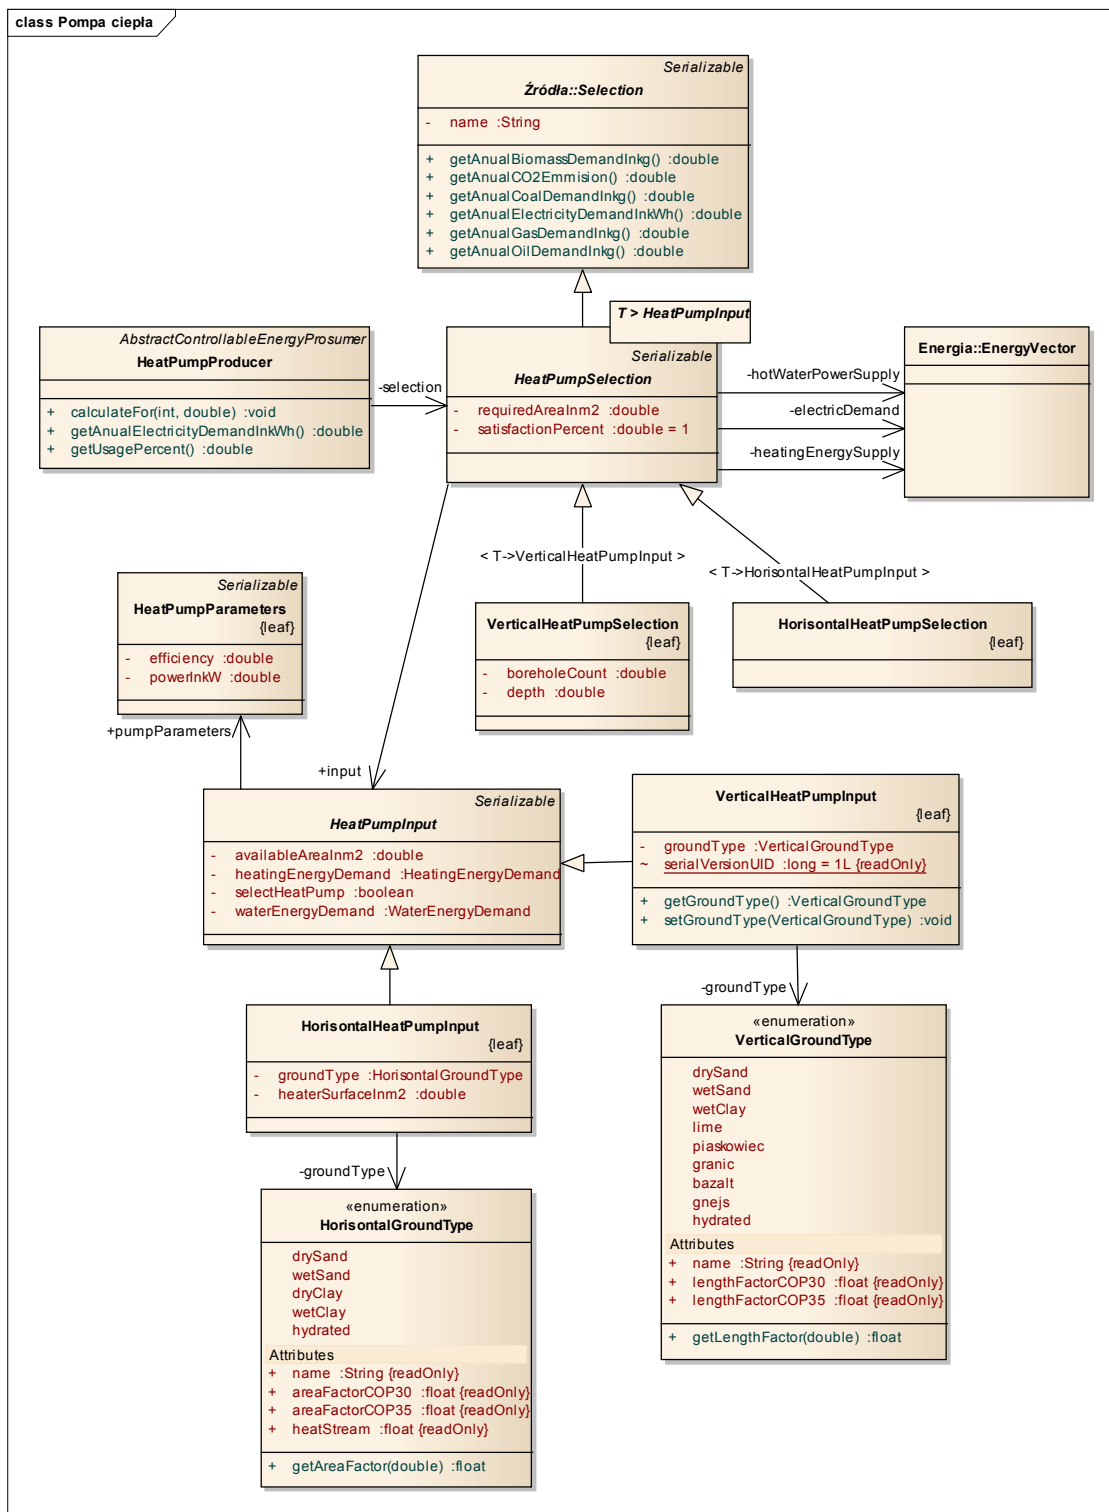 class Pompa ciepła
Serializable
Źródła::Selection
- name :String
+ getAnualBiomassDemandInkg() :double
+ getAnualCO2Emmision() :double
+ getAnualCoalDemandInkg() :double
+ getAnualElectricityDemandInkWh() :double
+ getAnualGasDemandInkg() :double
+ getAnualOilDemandInkg() :double
T > HeatPumpInput
AbstractControllableEnergyProsumer
HeatPumpProducer
+ calculateFor(int, double) :void
+ getAnualElectricityDemandInkWh() :double
+ getUsagePercent() :double
-selection
Serializable
HeatPumpSelection
- requiredAreaInm2 :double
- satisfactionPercent :double = 1
-hotWaterPowerSupply
-electricDemand
-heatingEnergySupply
Energia::EnergyVector
< T->VerticalHeatPumpInput >
< T->HorisontalHeatPumpInput >
Serializable
HeatPumpParameters
{leaf}
- efficiency :double
- powerInkW :double
VerticalHeatPumpSelection
{leaf}
- boreholeCount :double
- depth :double
HorisontalHeatPumpSelection
{leaf}
+pumpParameters
+input
Serializable
HeatPumpInput
- availableAreaInm2 :double
- heatingEnergyDemand :HeatingEnergyDemand
- selectHeatPump :boolean
- waterEnergyDemand :WaterEnergyDemand
VerticalHeatPumpInput
{leaf}
- groundType :VerticalGroundType
~ serialVersionUID :long = 1L {readOnly}
+ getGroundType() :VerticalGroundType
+ setGroundType(VerticalGroundType) :void
-groundType
HorisontalHeatPumpInput
{leaf}
- groundType :HorisontalGroundType
- heaterSurfaceInm2 :double
-groundType
«enumeration»
VerticalGroundType
drySand
wetSand
wetClay
lime
piaskowiec
granic
bazalt
gnejs
hydrated
Attributes
+ name :String {readOnly}
+ lengthFactorCOP30 :float {readOnly}
+ lengthFactorCOP35 :float {readOnly}
+ getLengthFactor(double) :float
«enumeration»
HorisontalGroundType
drySand
wetSand
dryClay
wetClay
hydrated
Attributes
+ name :String {readOnly}
+ areaFactorCOP30 :float {readOnly}
+ areaFactorCOP35 :float {readOnly}
+ heatStream :float {readOnly}
+ getAreaFactor(double) :float